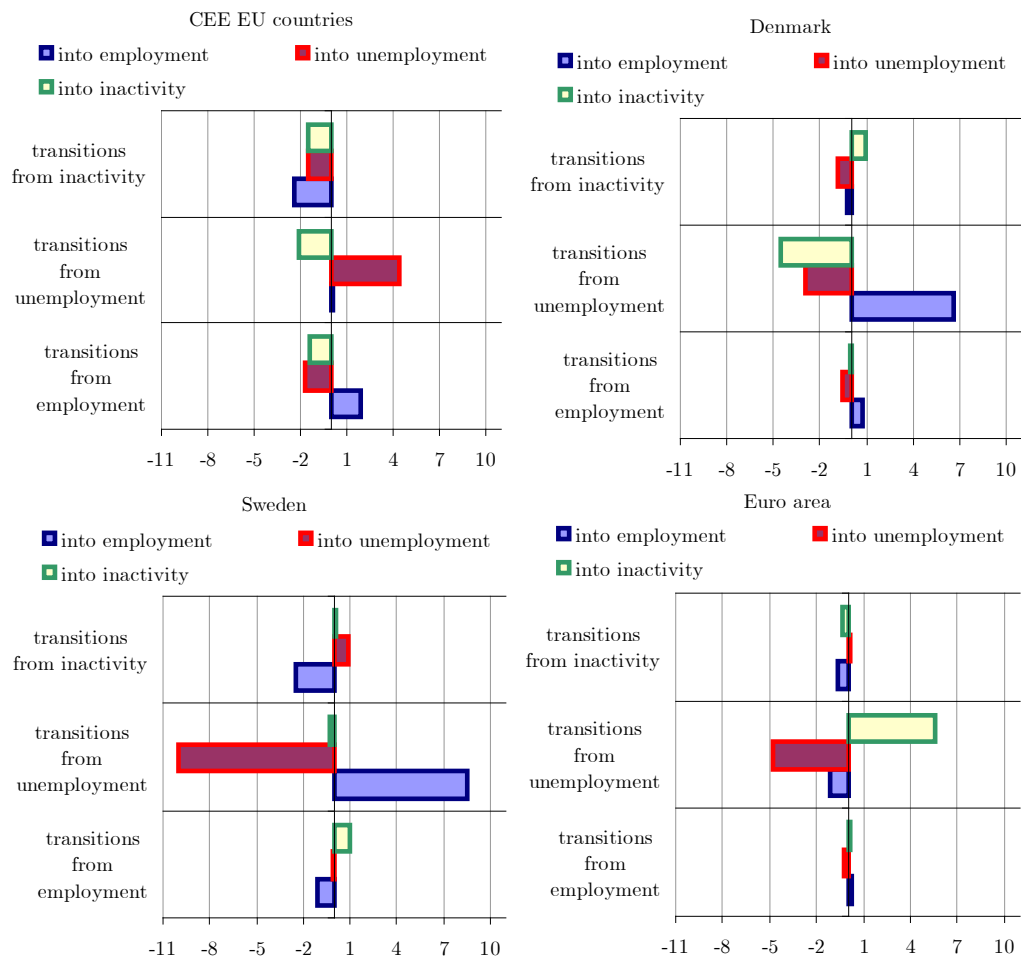 CEE EU countries
into employment
into unemployment
into inactivity
transitions
from inactivity
transitions
from
unemployment
transitions
from
employment
-11 -8 -5 -2 1 4 7 10
Denmark
into employment
into unemployment
into inactivity
transitions
from inactivity
transitions
from
unemployment
transitions
from
employment
-11 -8 -5 -2 1 4 7 10
Sweden
into employment
into unemployment
into inactivity
transitions
from inactivity
transitions
from
unemployment
transitions
from
employment
-11 -8 -5 -2 1 4 7 10
Euro area
into employment
into unemployment
into inactivity
transitions
from inactivity
transitions
from
unemployment
transitions
from
employment
-11 -8 -5 -2 1 4 7 10